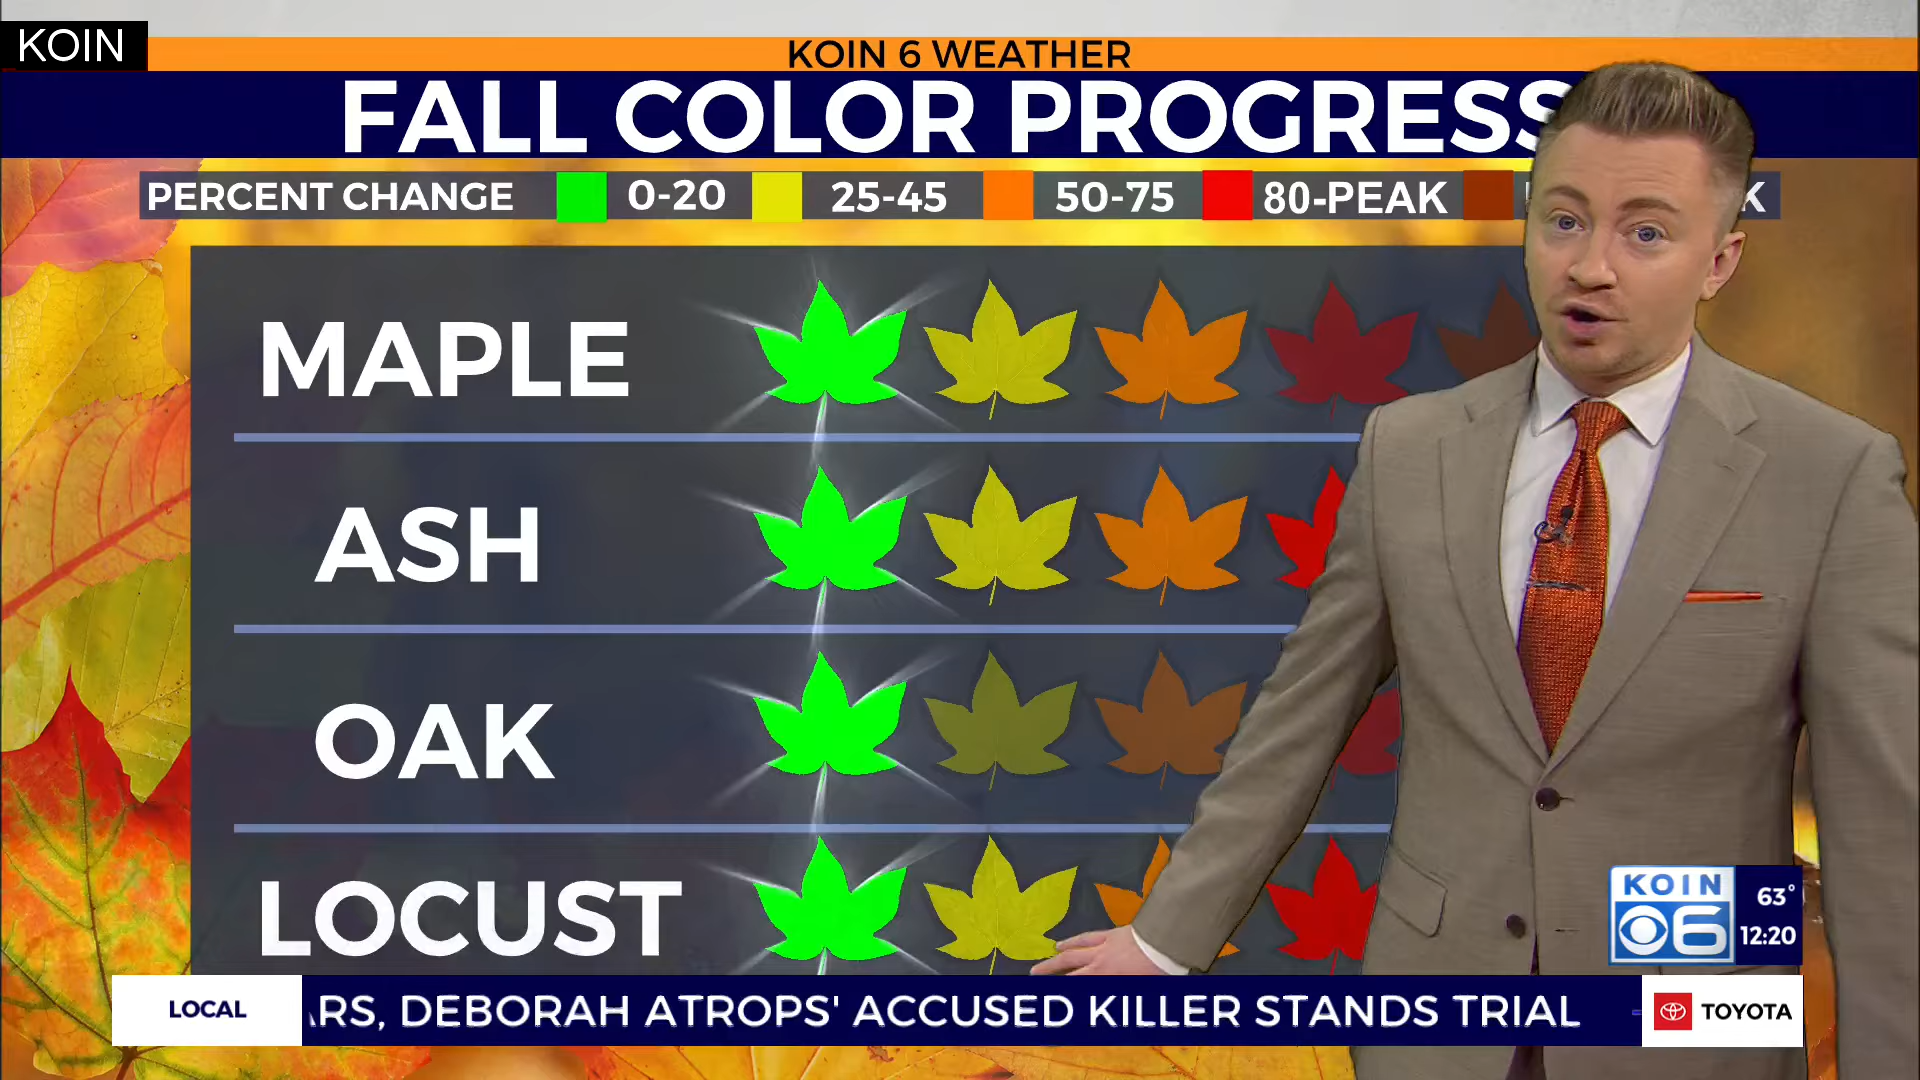 KOIN
KOIN 6 WEATHER
FALL COLOR PROGRESS
PERCENT CHANGE 0-20 25-45 50-75 80-PEAK
MAPLE
ASH
OAK
LOCUST
KOIN
6
63°
12:20
LOCAL
DEBORAH ATROPS' ACCUSED KILLER STANDS TRIAL -
TOYOTA